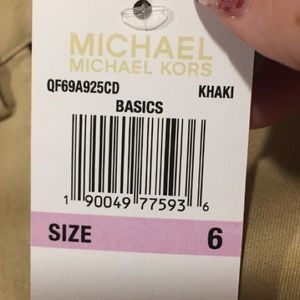 MICHAEL
MICHAEL KORS
QF69A925CD KHAKI
BASICS
1 90049 77593 6
SIZE 6